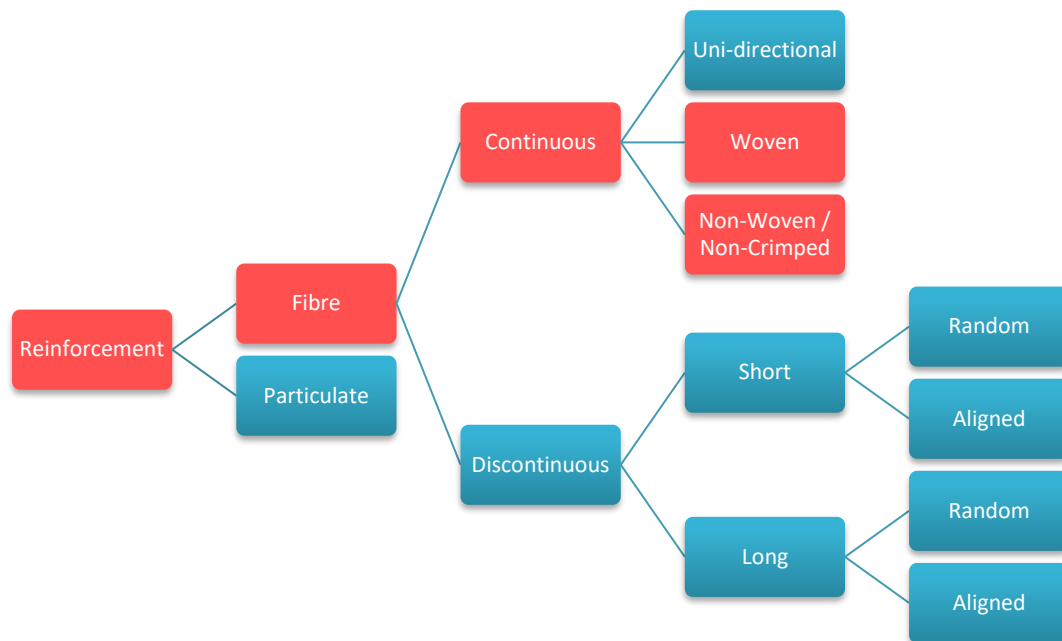 Uni-directional
Continuous
Woven
Non-Woven /
Non-Crimped
Fibre
Reinforcement
Particulate
Random
Short
Aligned
Discontinuous
Random
Long
Aligned